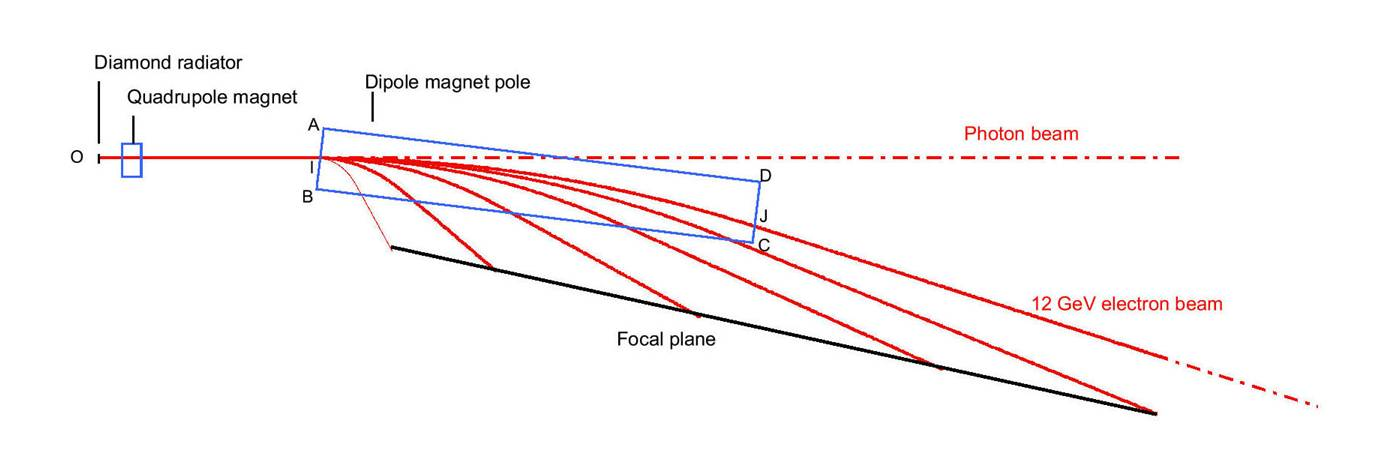 Diamond radiator
Dipole magnet pole
Quadrupole magnet
A
Photon beam
O
I
D
B
J
C
12 GeV electron beam
Focal plane